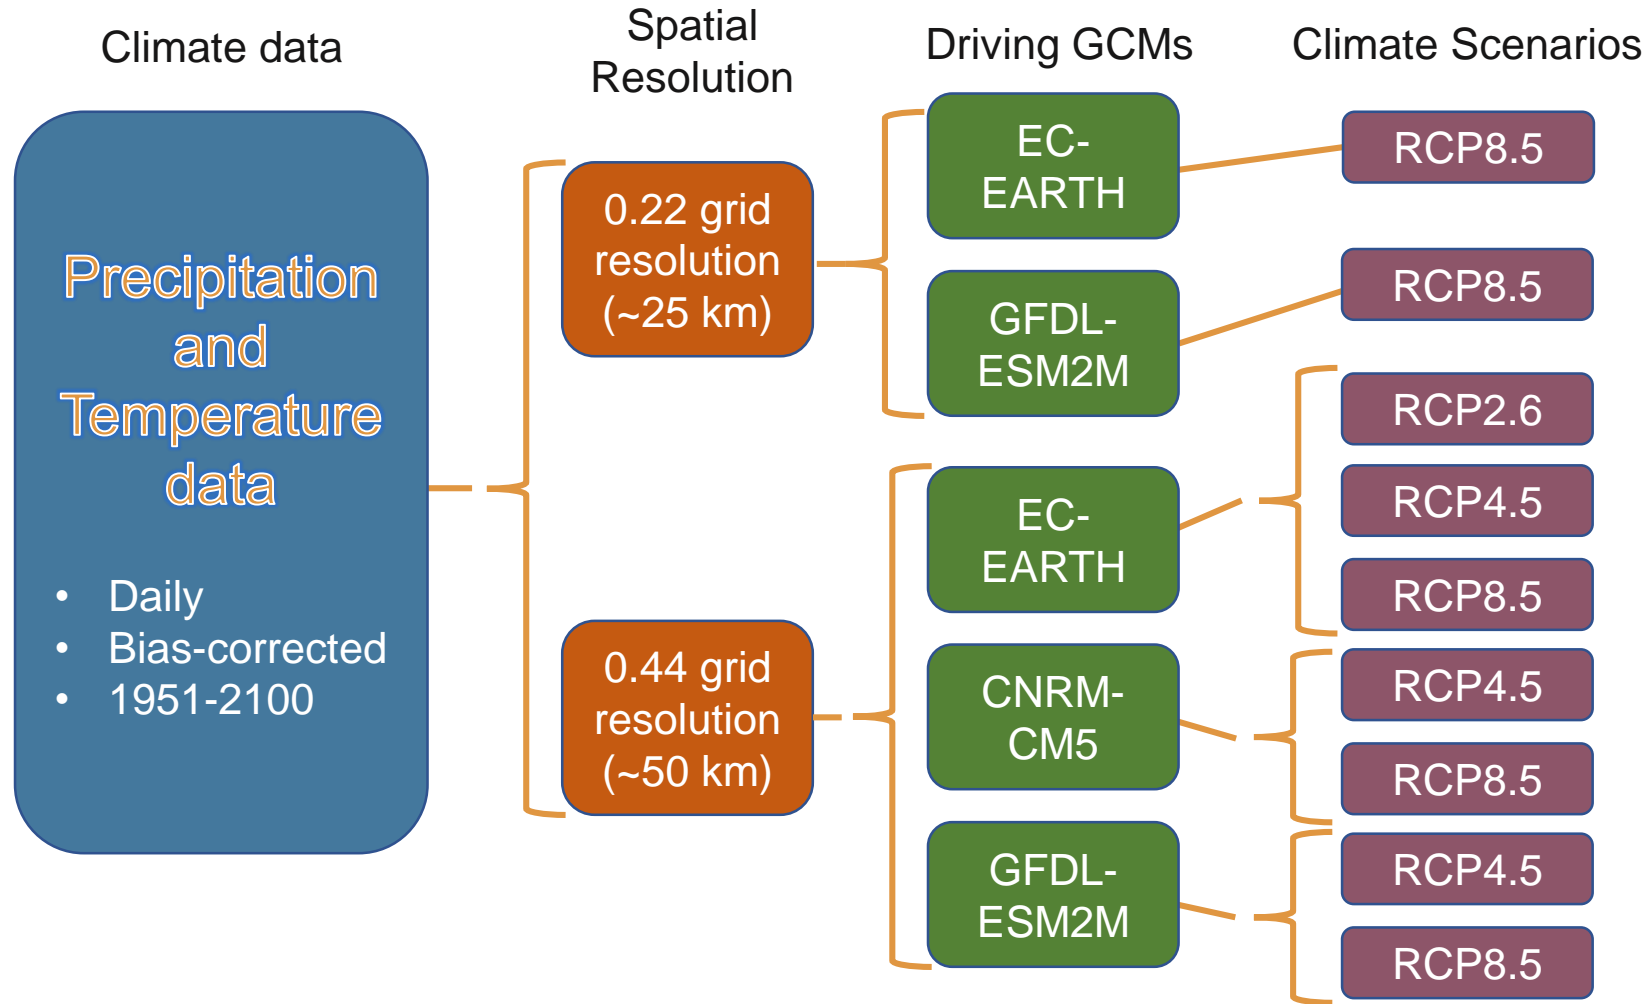 Climate data
Spatial
Resolution
Driving GCMs
Climate Scenarios
Precipitation
and
Temperature
data
• Daily
• Bias-corrected
• 1951-2100
0.22 grid
resolution
(~25 km)
0.44 grid
resolution
(~50 km)
EC-
EARTH
GFDL-
ESM2M
EC-
EARTH
CNRM-
CM5
GFDL-
ESM2M
RCP8.5
RCP8.5
RCP2.6
RCP4.5
RCP8.5
RCP4.5
RCP8.5
RCP4.5
RCP8.5